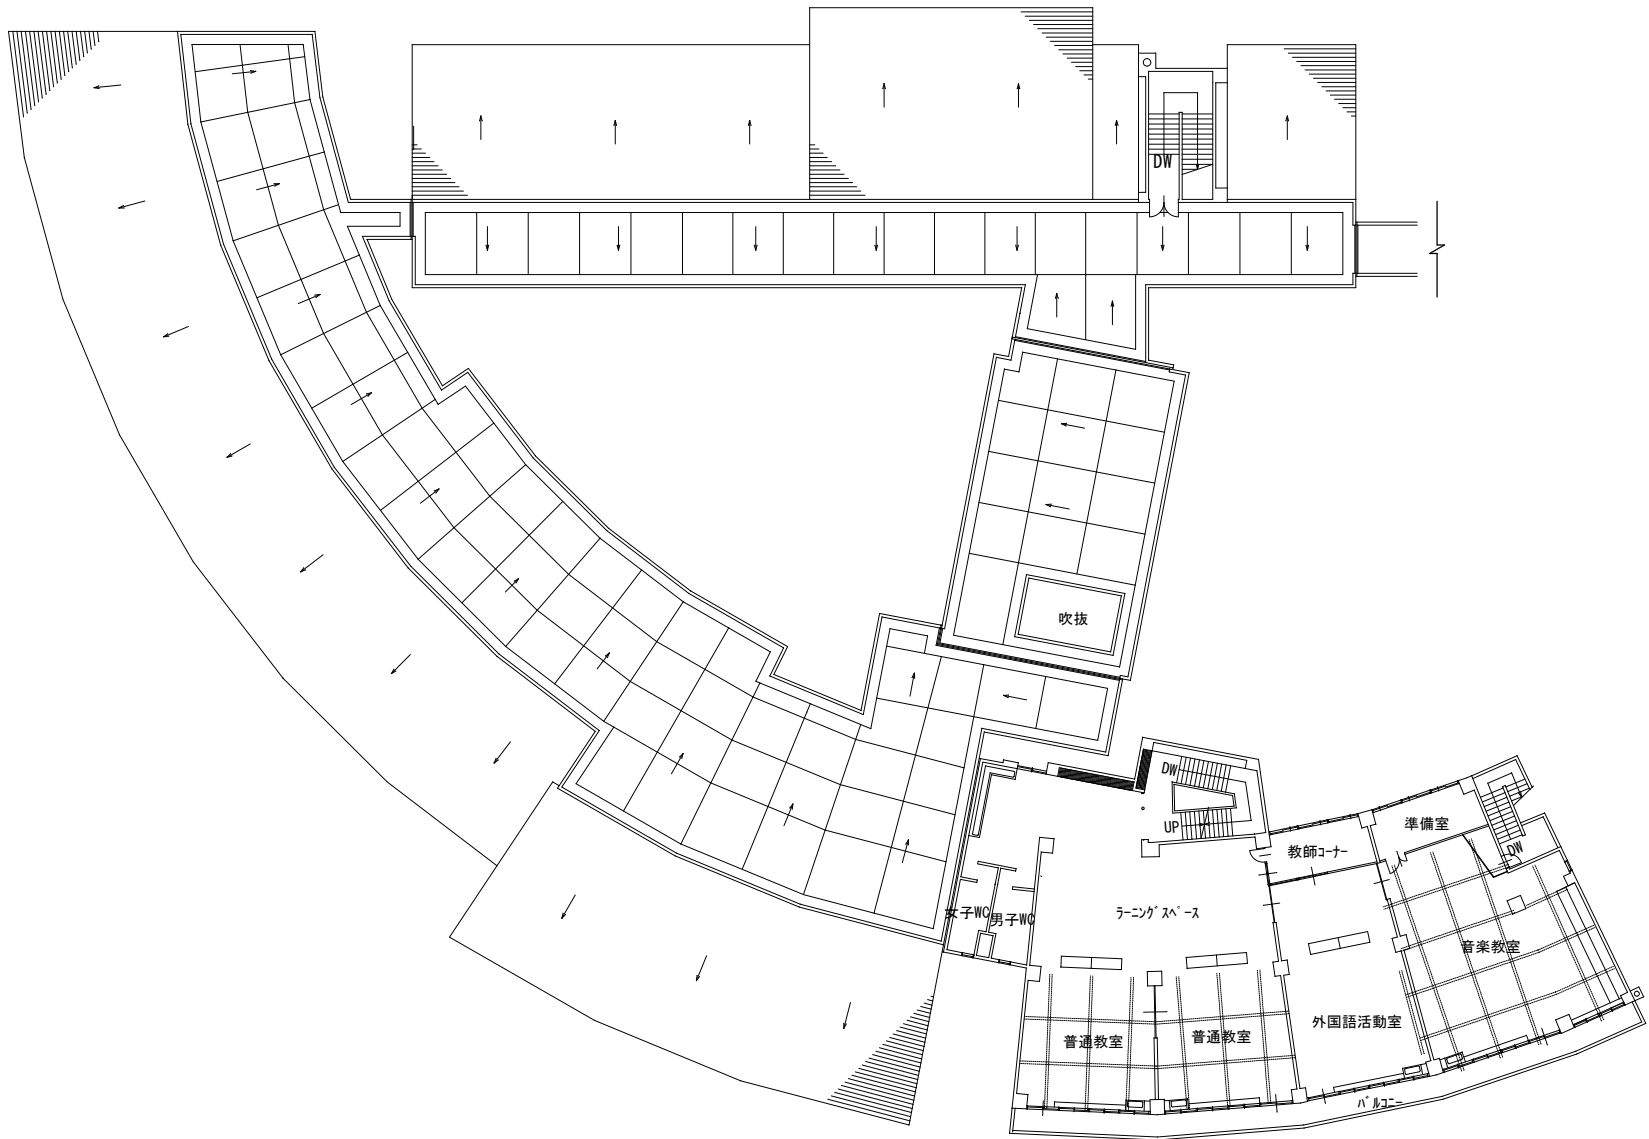 DW
吹抜
DW
UP
準備室
教師ｺｰﾅｰ
DW
女子WC
男子WC
ﾗｰﾆﾝｸﾞｽﾍﾟｰｽ
音楽教室
外国語活動室
普通教室
普通教室
ﾊﾞﾙｺﾆｰ